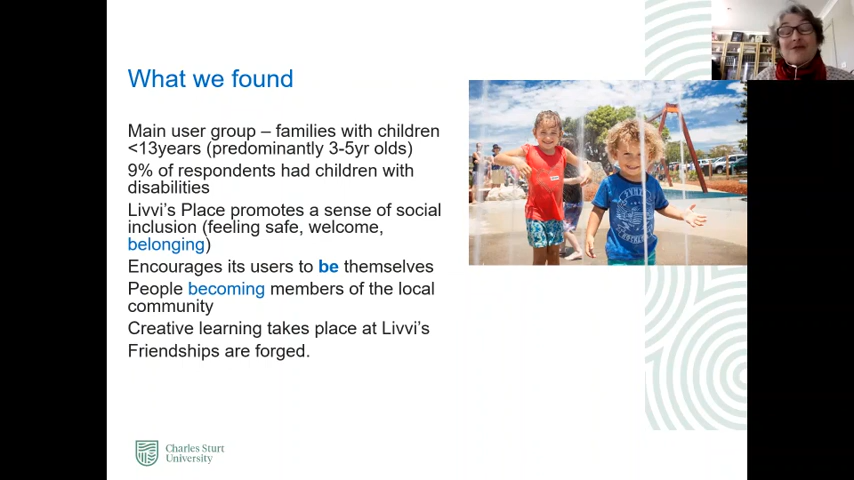 What we found
Main user group – families with children
<13years (predominantly 3-5yr olds)
9% of respondents had children with
disabilities
Livvi's Place promotes a sense of social
inclusion (feeling safe, welcome,
belonging)
Encourages its users to be themselves
People becoming members of the local
community
Creative learning takes place at Livvi's
Friendships are forged.
Charles Sturt
University